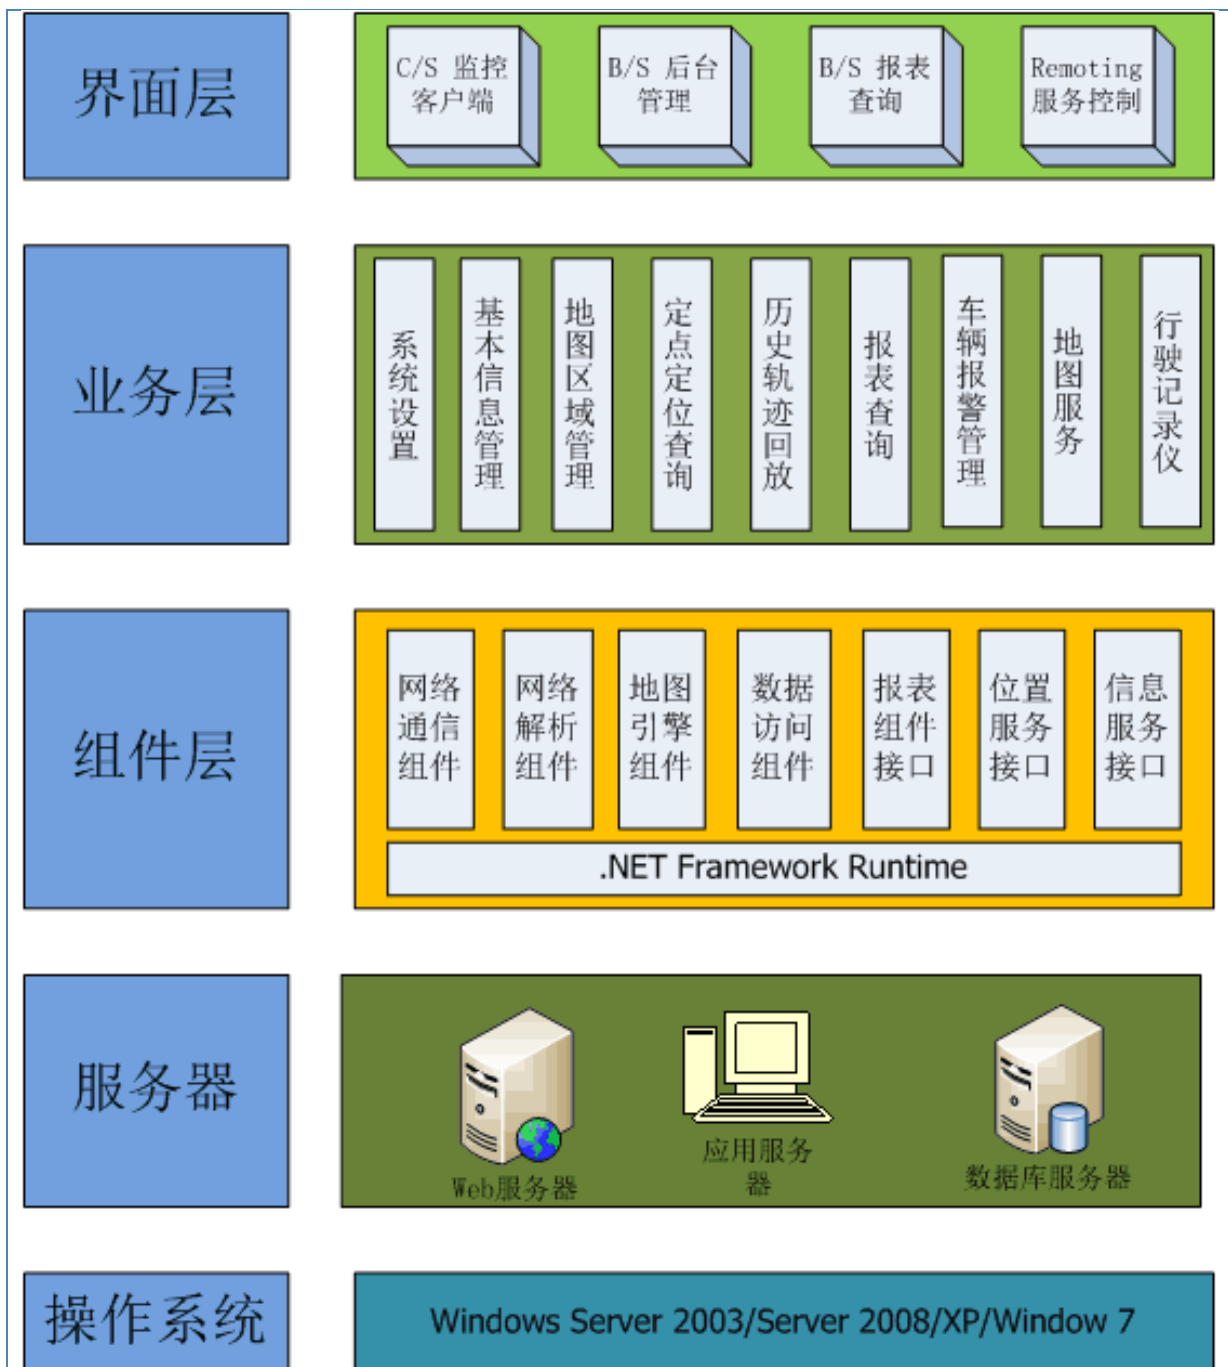 界面层
C/S 监控
客户端
B/S 后台
管理
B/S 报表
查询
Remoting
服务控制
业务层
系统设置
基本信息管理
地图区域管理
定点定位查询
历史轨迹回放
报表查询
车辆报警管理
地图服务
行驶记录仪
组件层
网络
通信
组件
网络
解析
组件
地图
引擎
组件
数据
访问
组件
报表
组件
接口
位置
服务
接口
信息
服务
接口
.NET Framework Runtime
服务器
Web服务器
应用服务
器
数据库服务器
操作系统
Windows Server 2003/Server 2008/XP/Window 7